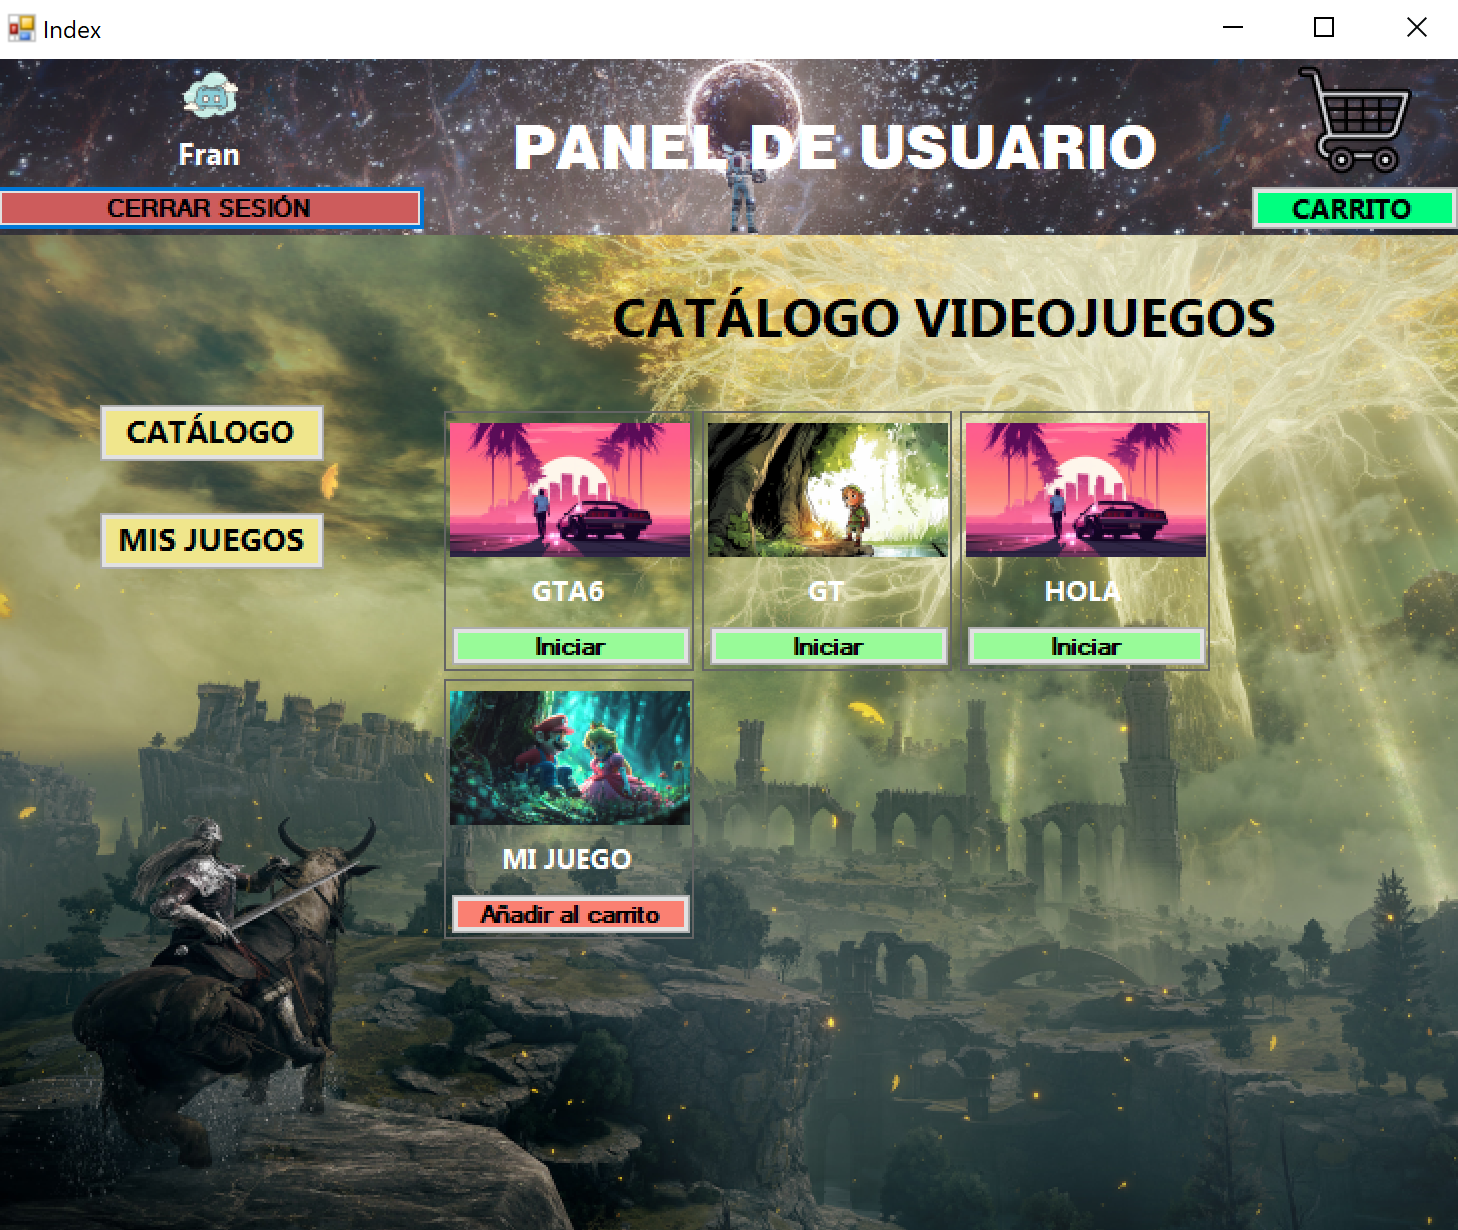 Index
Fran
PANEL DE USUARIO
CERRAR SESIÓN
CARRITO
CATÁLOGO VIDEOJUEGOS
CATÁLOGO
MIS JUEGOS
GTA6
GT
HOLA
Iniciar
Iniciar
Iniciar
MI JUEGO
Añadir al carrito